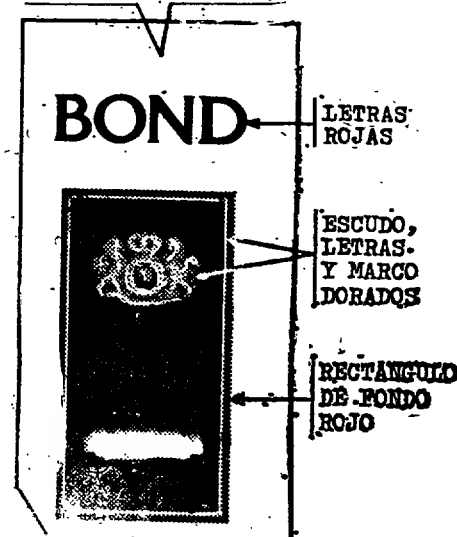 BOND
LETRAS
ROJAS
ESCUDO,
LETRAS
Y MARCO
DORADOS
RECTANGULO
DE FONDO
ROJO